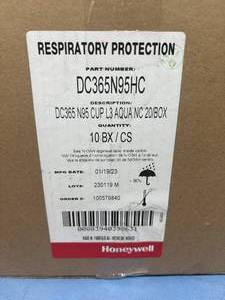 RESPIRATORY PROTECTION
PART NUMBER:
DC365N95HC
DESCRIPTION:
DC365 N95 CUP L3 AQUA NC 20/BOX
QUANTITY:
10 BX / CS
MFG DATE: 01/19/23
LOT#: 230119 M
ORDER #: 100578840
Honeywell